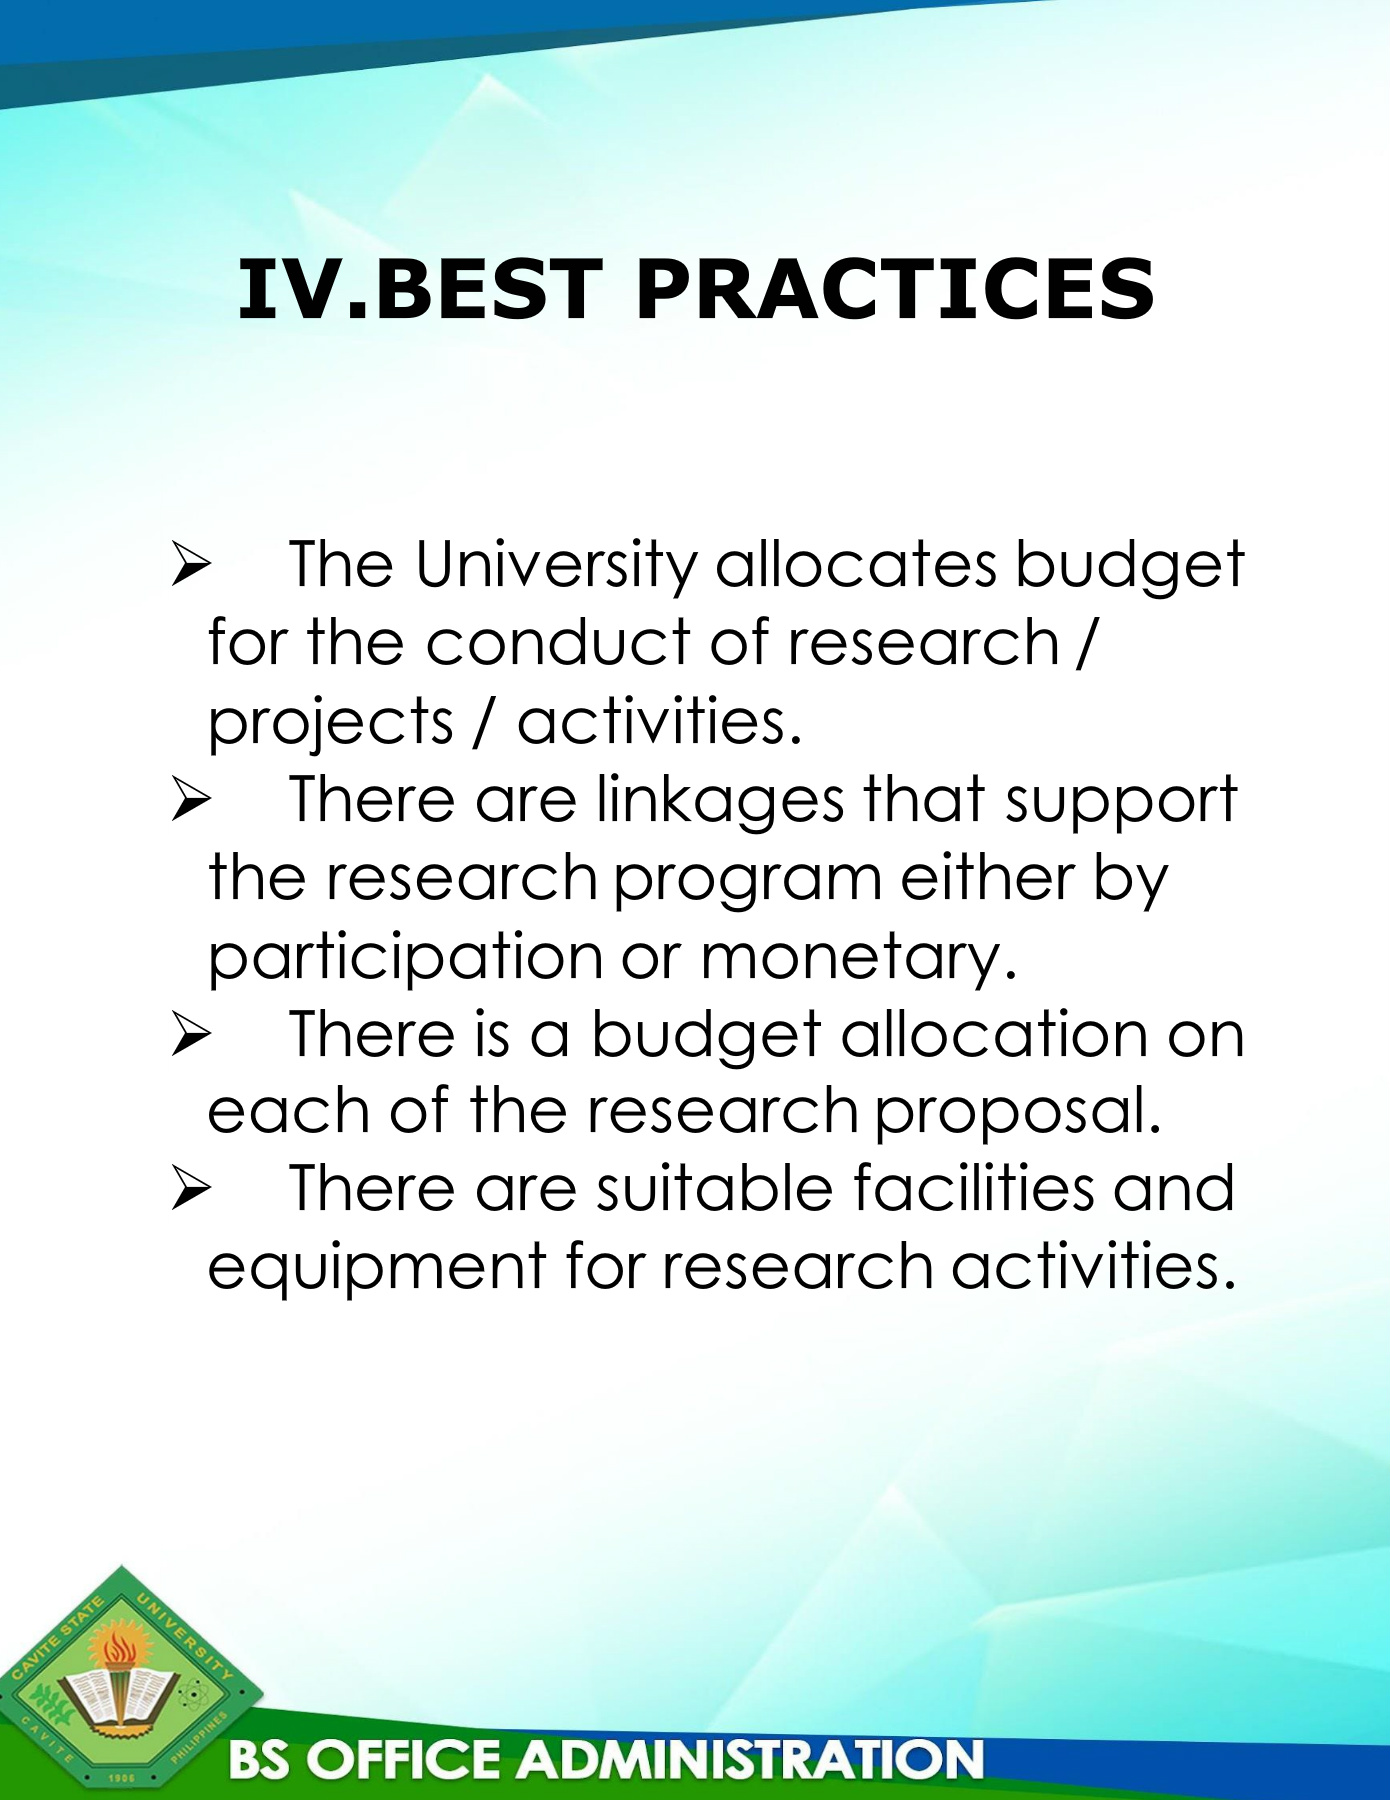 IV.BEST PRACTICES
➢ The University allocates budget
for the conduct of research /
projects / activities.
➢ There are linkages that support
the research program either by
participation or monetary.
➢ There is a budget allocation on
each of the research proposal.
➢ There are suitable facilities and
equipment for research activities.
CAVITE STATE UNIVERSITY
CAVITE PHILIPPINES
1906
BS OFFICE ADMINISTRATION